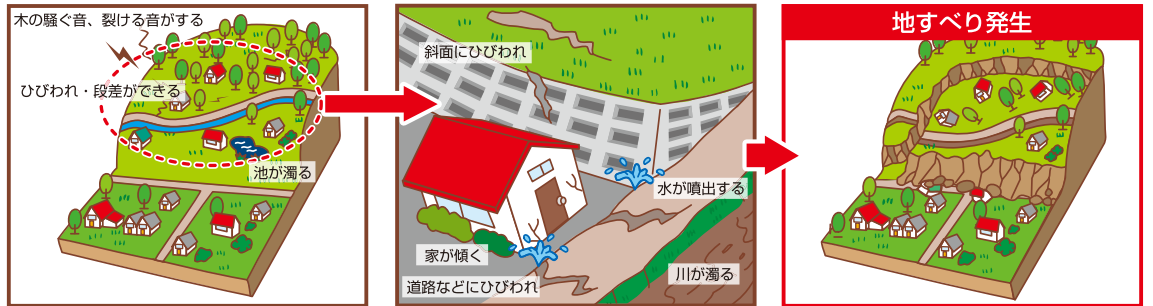 木の騒ぐ音、裂ける音がする
ひびわれ・段差ができる
池が濁る
斜面にひびわれ
水が噴出する
家が傾く
川が濁る
道路などにひびわれ
地すべり発生